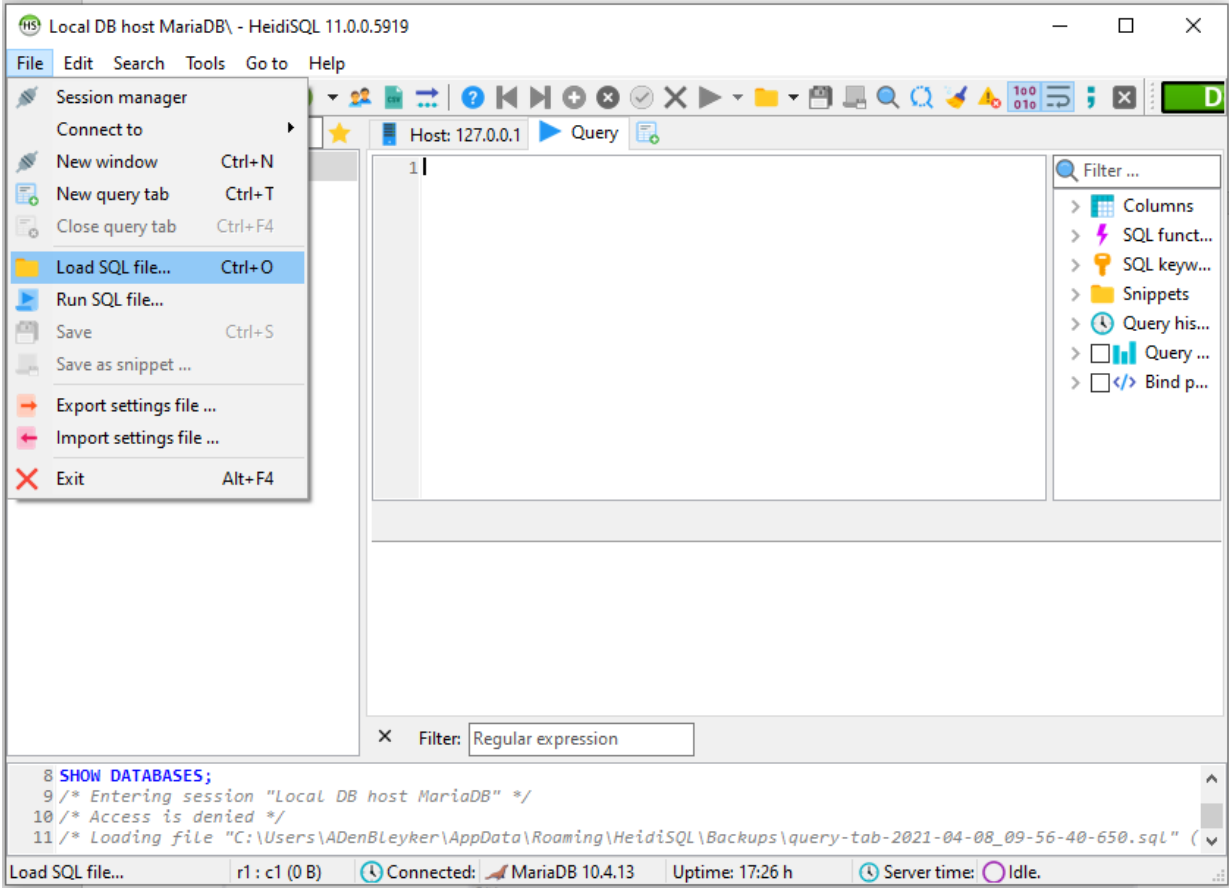 Local DB host MariaDB\ - HeidiSQL 11.0.0.5919
File Edit Search Tools Go to Help
Session manager
Connect to
New window Ctrl+N
New query tab Ctrl+T
Close query tab Ctrl+F4
Load SQL file... Ctrl+O
Run SQL file...
Save Ctrl+S
Save as snippet ...
Export settings file ...
Import settings file ...
Exit Alt+F4
100
010
D
Host: 127.0.0.1 Query
1
Filter ...
Columns
SQL funct...
SQL keyw...
Snippets
Query his...
Query ...
Bind p...
Filter: Regular expression
8 SHOW DATABASES;
9 /* Entering session "Local DB host MariaDB" */
10 /* Access is denied */
11 /* Loading file "C:\Users\ADenBleyker\AppData\Roaming\HeidiSQL\Backups\query-tab-2021-04-08_09-56-40-650.sql" (
Load SQL file... r1 : c1 (0 B) Connected: MariaDB 10.4.13 Uptime: 17:26 h Server time: Idle.